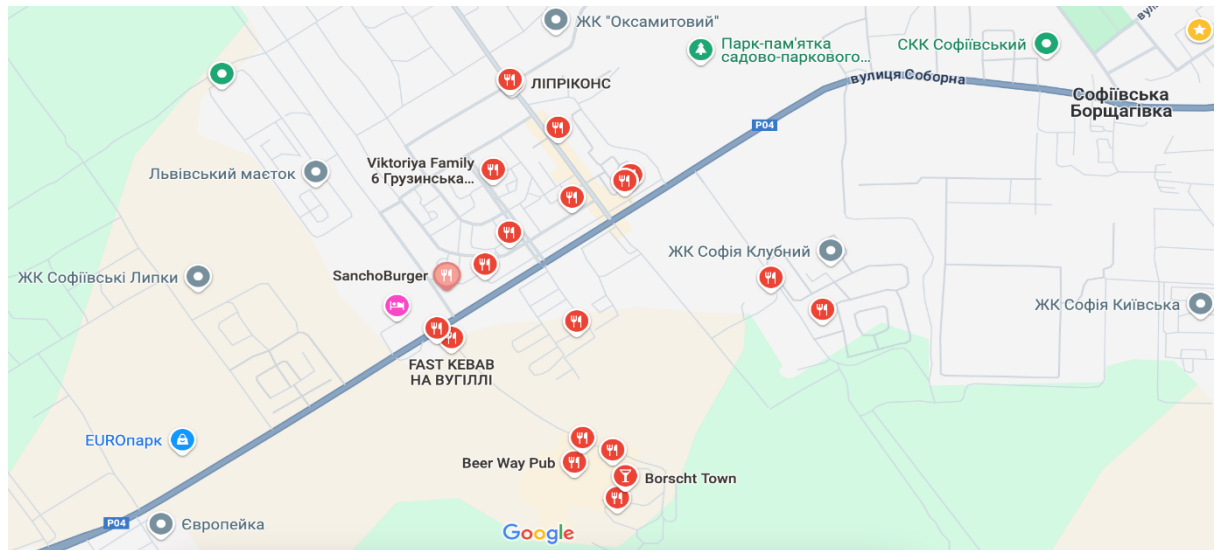 ЖК "Оксамитовий"
Парк-пам'ятка
садово-паркового...
СКК Софіївський
вулиця Соборна
Софіївська
Борщагівка
ЛІПРІКОНС
P04
Viktoriya Family
6 Грузинська...
Львівський маєток
ЖК Софія Клубний
ЖК Софіївські Липки
SanchoBurger
ЖК Софія Київська
FAST KEBAB
НА ВУГІЛЛІ
EUROпарк
Beer Way Pub
Borscht Town
P04
Європейка
Google